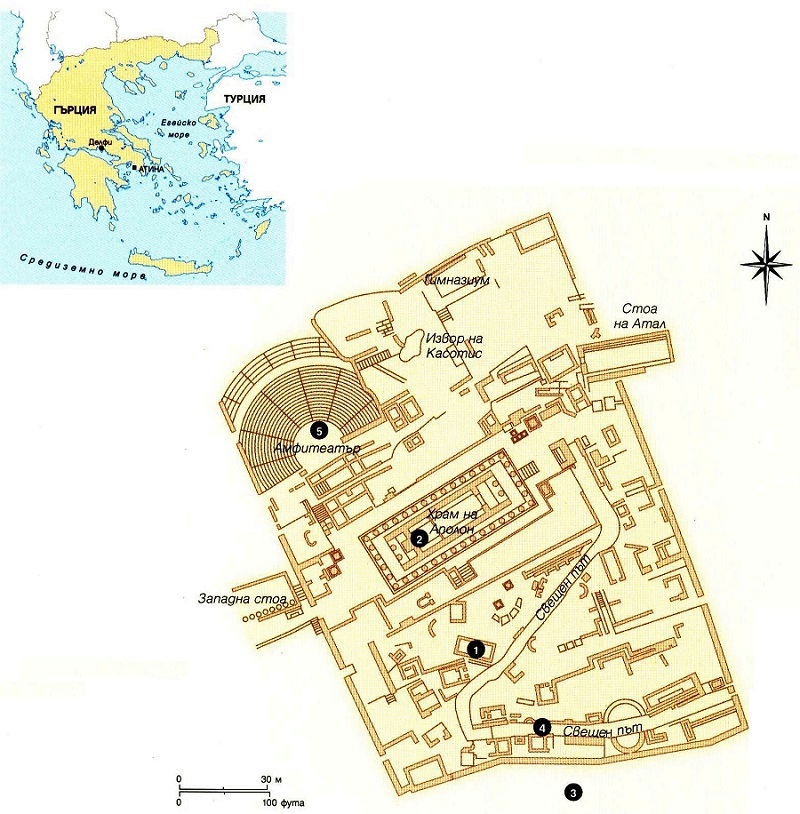 ГЪРЦИЯ
ТУРЦИЯ
Егейско
море
Делфи
АТИНА
Средиземно море
N
Гимназиум
Стоа
на Атал
Извор на
Касотис
5
Амфитеатър
Храм на
Аполон
2
Свещен път
Западна стоа
1
4
Свещен път
0 30 м
0 100 фута
3